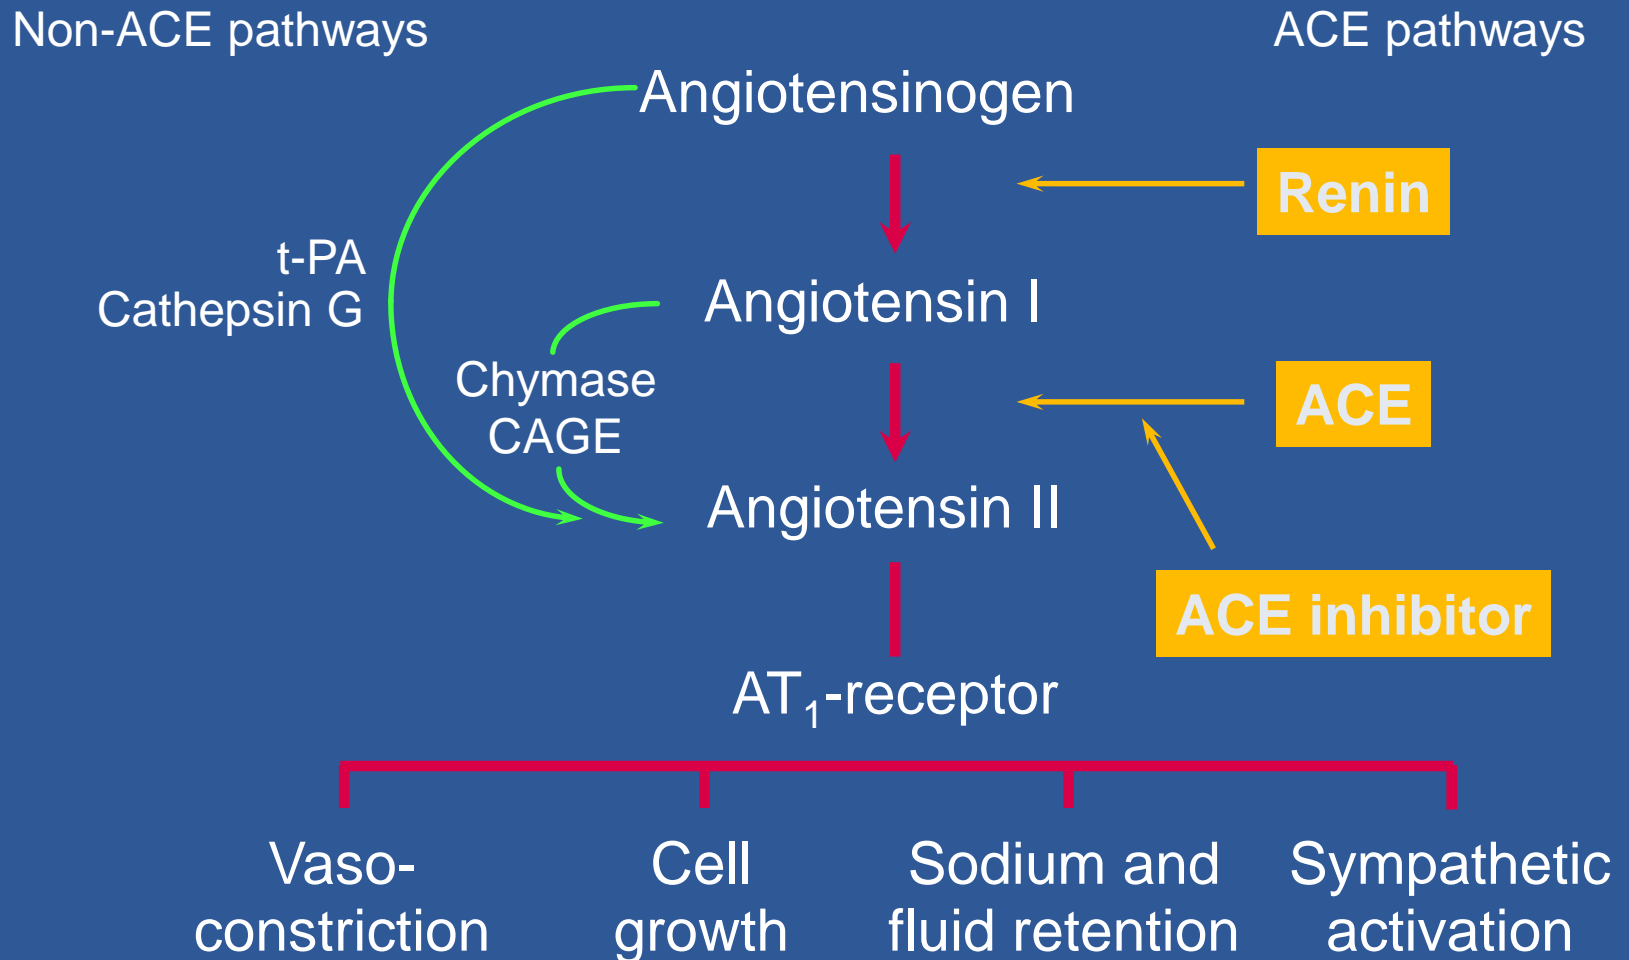 Non-ACE pathways
ACE pathways
Angiotensinogen
Renin
t-PA
Cathepsin G
Angiotensin I
Chymase
CAGE
ACE
Angiotensin II
ACE inhibitor
AT₁-receptor
Vaso-
constriction
Cell
growth
Sodium and
fluid retention
Sympathetic
activation